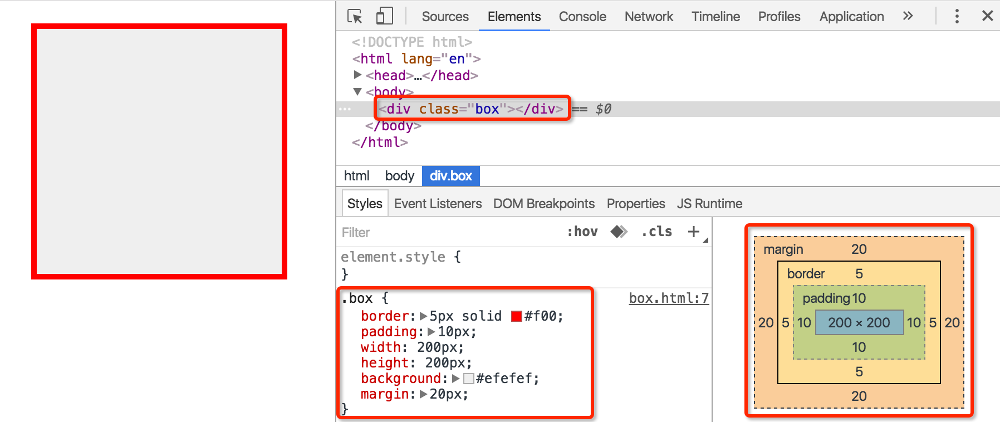 Sources Elements Console Network Timeline Profiles Application »
<!DOCTYPE html>
<html lang="en">
▶<head>…</head>
▼<body>
… <div class="box"></div> == $0
</body>
</html>
html body div.box
Styles Event Listeners DOM Breakpoints Properties JS Runtime
Filter :hov .cls +
element.style {
}
.box { box.html:7
border:▶5px solid #f00;
padding:▶10px;
width: 200px;
height: 200px;
background:▶#efefef;
margin:▶20px;
}
margin 20
border 5
padding 10
20 5 10 200 × 200 10 5 20
10
5
20